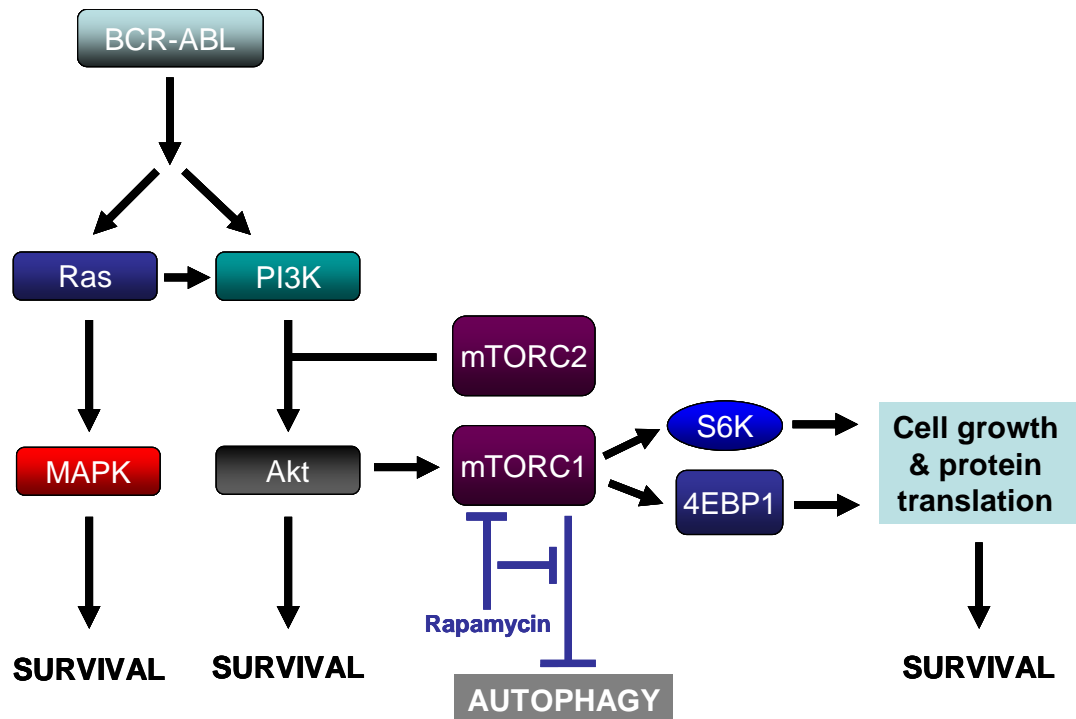 BCR-ABL
Ras
PI3K
mTORC2
MAPK
Akt
mTORC1
S6K
4EBP1
Cell growth
& protein
translation
Rapamycin
SURVIVAL
SURVIVAL
SURVIVAL
AUTOPHAGY